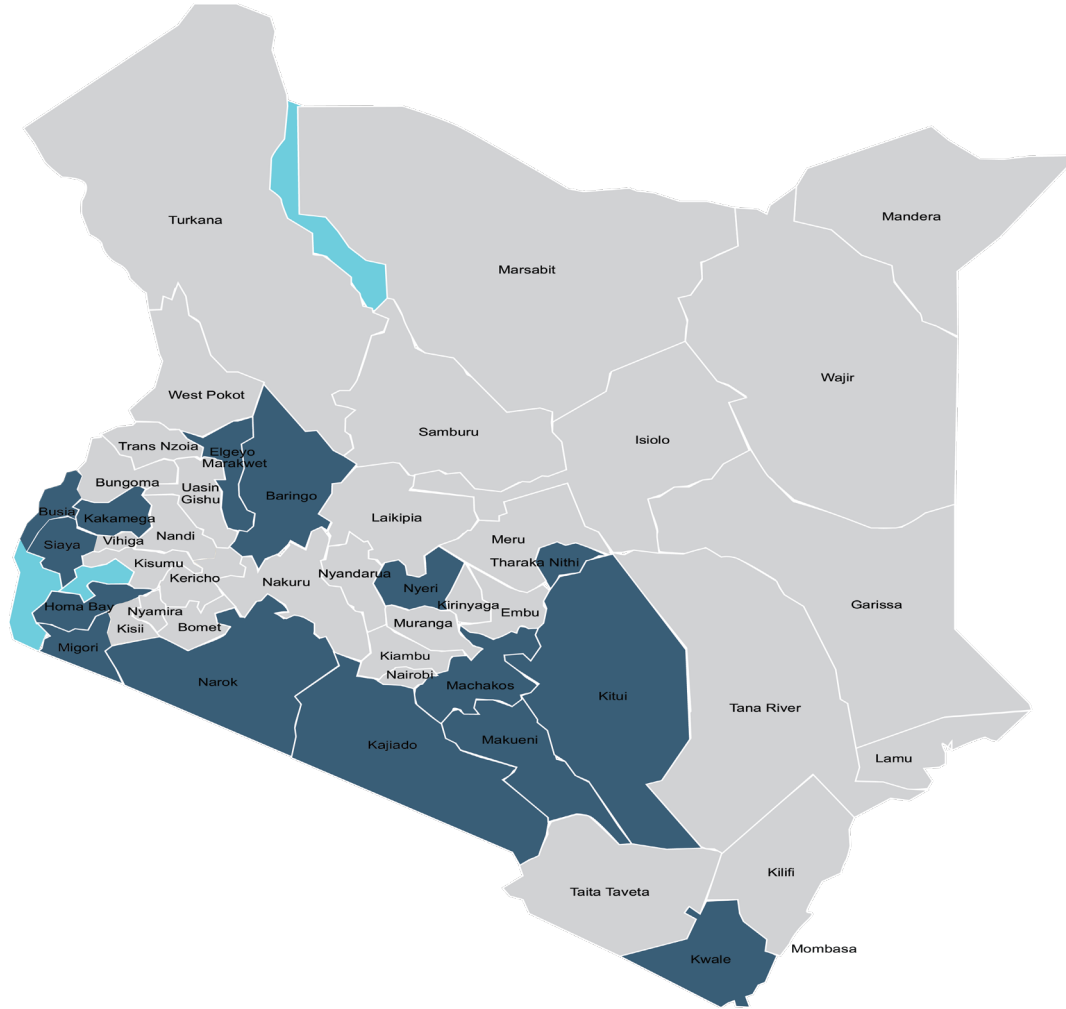 Turkana
Mandera
Marsabit
Wajir
West Pokot
Samburu
Isiolo
Trans Nzoia
Elgeyo
Marakwet
Bungoma
Uasin
Gishu
Baringo
Busia
Kakamega
Laikipia
Nandi
Vihiga
Siaya
Meru
Kisumu
Tharaka Nithi
Kericho
Nakuru
Nyandarua
Nyeri
Garissa
Homa Bay
Nyamira
Kirinyaga
Embu
Kisii
Bomet
Muranga
Migori
Kiambu
Nairobi
Narok
Machakos
Kitui
Tana River
Kajiado
Makueni
Lamu
Kilifi
Taita Taveta
Mombasa
Kwale